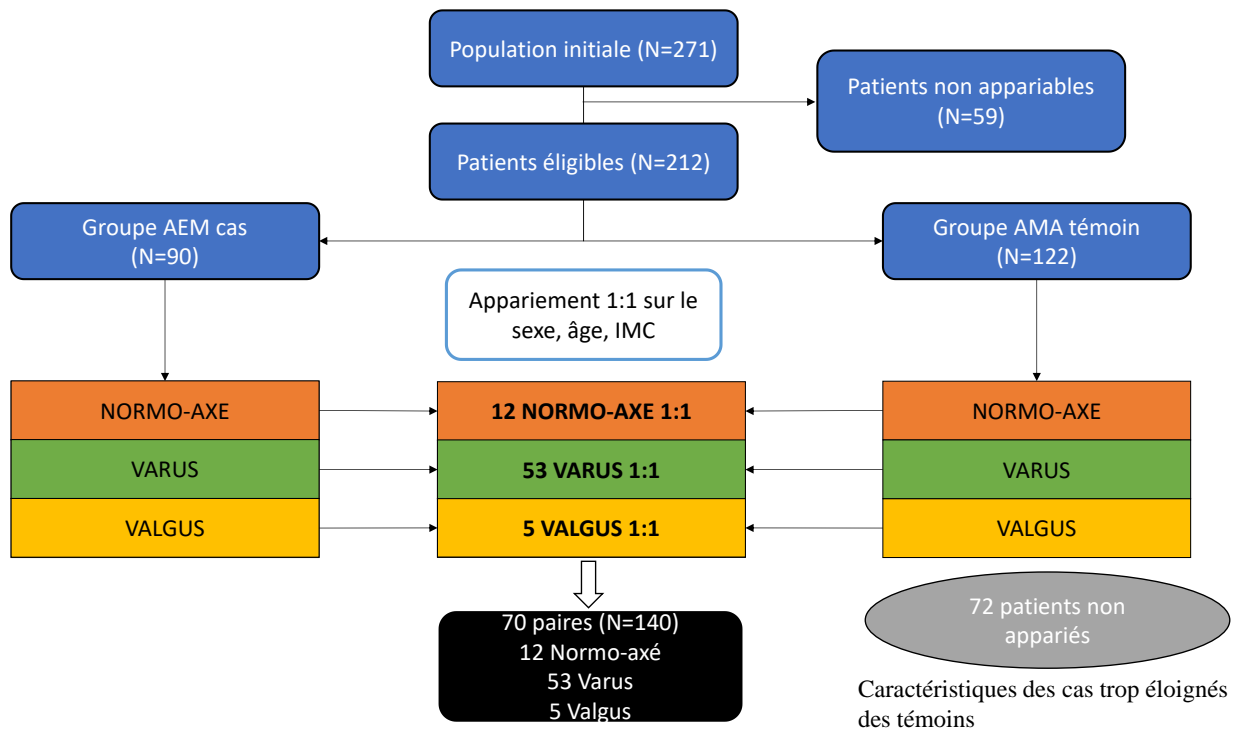 Population initiale (N=271)
Patients non appariables
(N=59)
Patients éligibles (N=212)
Groupe AEM cas
(N=90)
Groupe AMA témoin
(N=122)
Appariement 1:1 sur le
sexe, âge, IMC
NORMO-AXE
12 NORMO-AXE 1:1
NORMO-AXE
VARUS
53 VARUS 1:1
VARUS
VALGUS
5 VALGUS 1:1
VALGUS
70 paires (N=140)
12 Normo-axé
53 Varus
5 Valgus
72 patients non
appariés
Caractéristiques des cas trop éloignés
des témoins